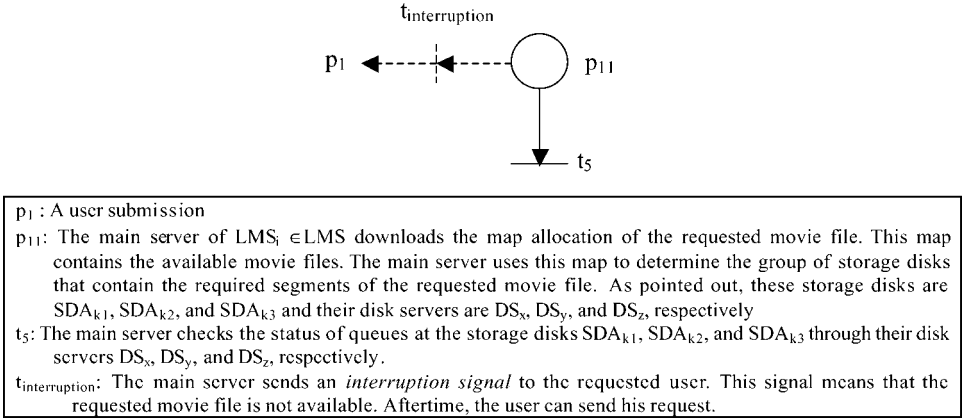 t_interruption
p₁ p₁₁
t₅
p₁ : A user submission
p₁₁: The main server of LMSᵢ ∈LMS downloads the map allocation of the requested movie file. This map
contains the available movie files. The main server uses this map to determine the group of storage disks
that contain the required segments of the requested movie file. As pointed out, these storage disks are
SDAₖ₁, SDAₖ₂, and SDAₖ₃ and their disk servers are DSₓ, DS_y, and DS_z, respectively
t₅: The main server checks the status of queues at the storage disks SDAₖ₁, SDAₖ₂, and SDAₖ₃ through their disk
servers DSₓ, DS_y, and DS_z, respectively.
t_interruption: The main server sends an interruption signal to the requested user. This signal means that the
requested movie file is not available. Aftertime, the user can send his request.